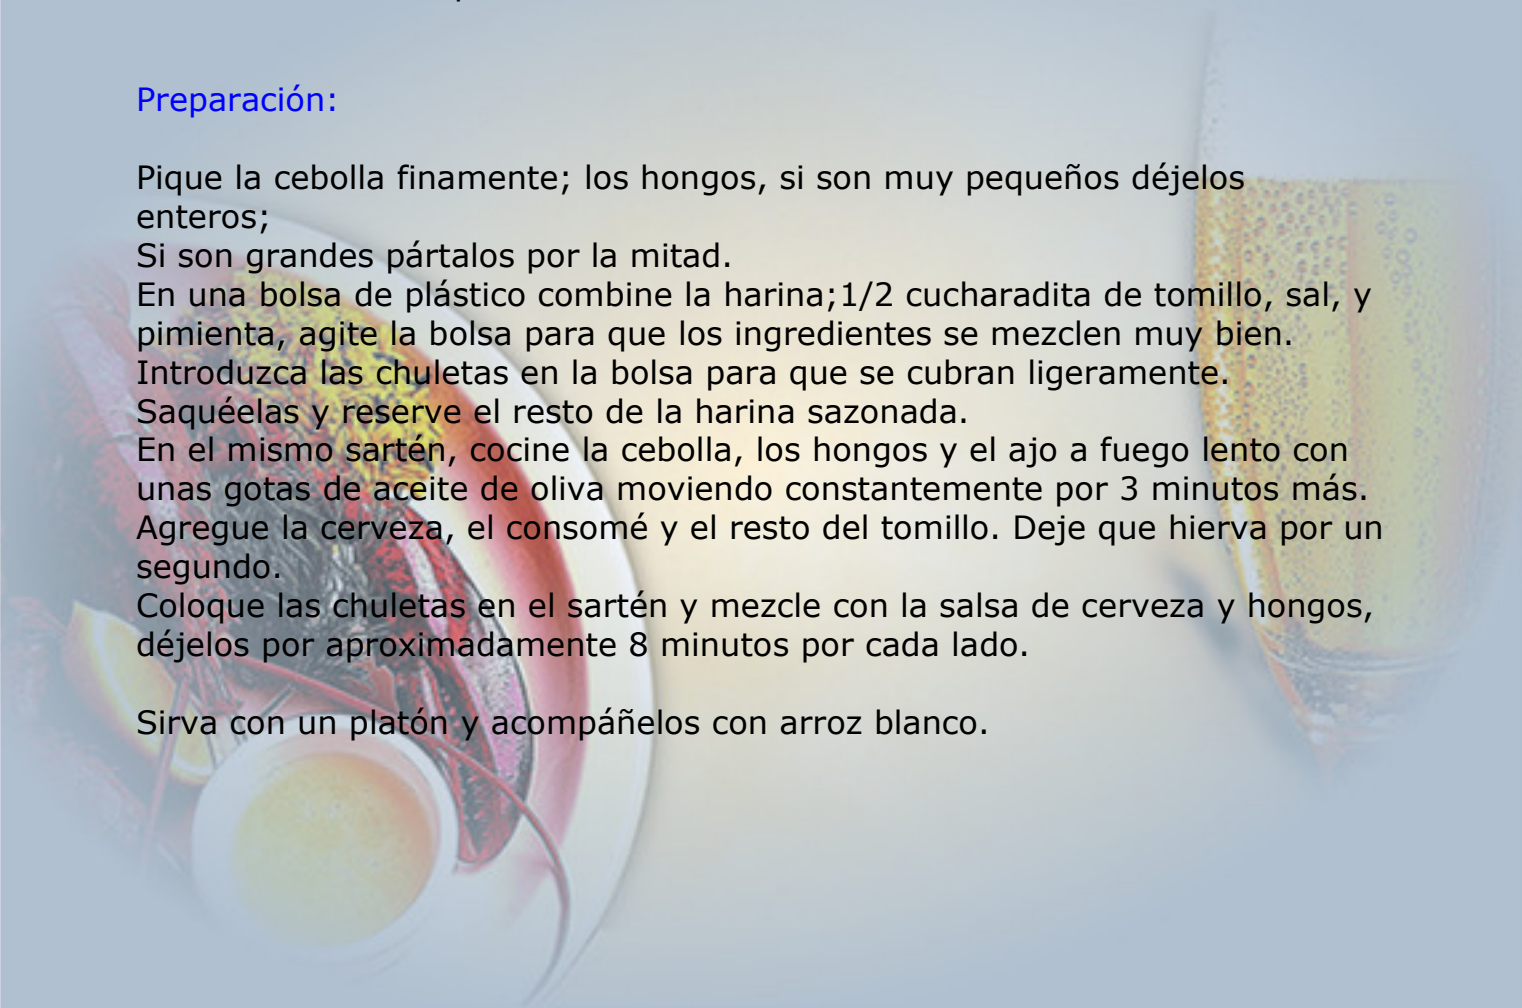 Preparación:
Pique la cebolla finamente; los hongos, si son muy pequeños déjelos
enteros;
Si son grandes pártalos por la mitad.
En una bolsa de plástico combine la harina;1/2 cucharadita de tomillo, sal, y
pimienta, agite la bolsa para que los ingredientes se mezclen muy bien.
Introduzca las chuletas en la bolsa para que se cubran ligeramente.
Saquéelas y reserve el resto de la harina sazonada.
En el mismo sartén, cocine la cebolla, los hongos y el ajo a fuego lento con
unas gotas de aceite de oliva moviendo constantemente por 3 minutos más.
Agregue la cerveza, el consomé y el resto del tomillo. Deje que hierva por un
segundo.
Coloque las chuletas en el sartén y mezcle con la salsa de cerveza y hongos,
déjelos por aproximadamente 8 minutos por cada lado.
Sirva con un platón y acompáñelos con arroz blanco.